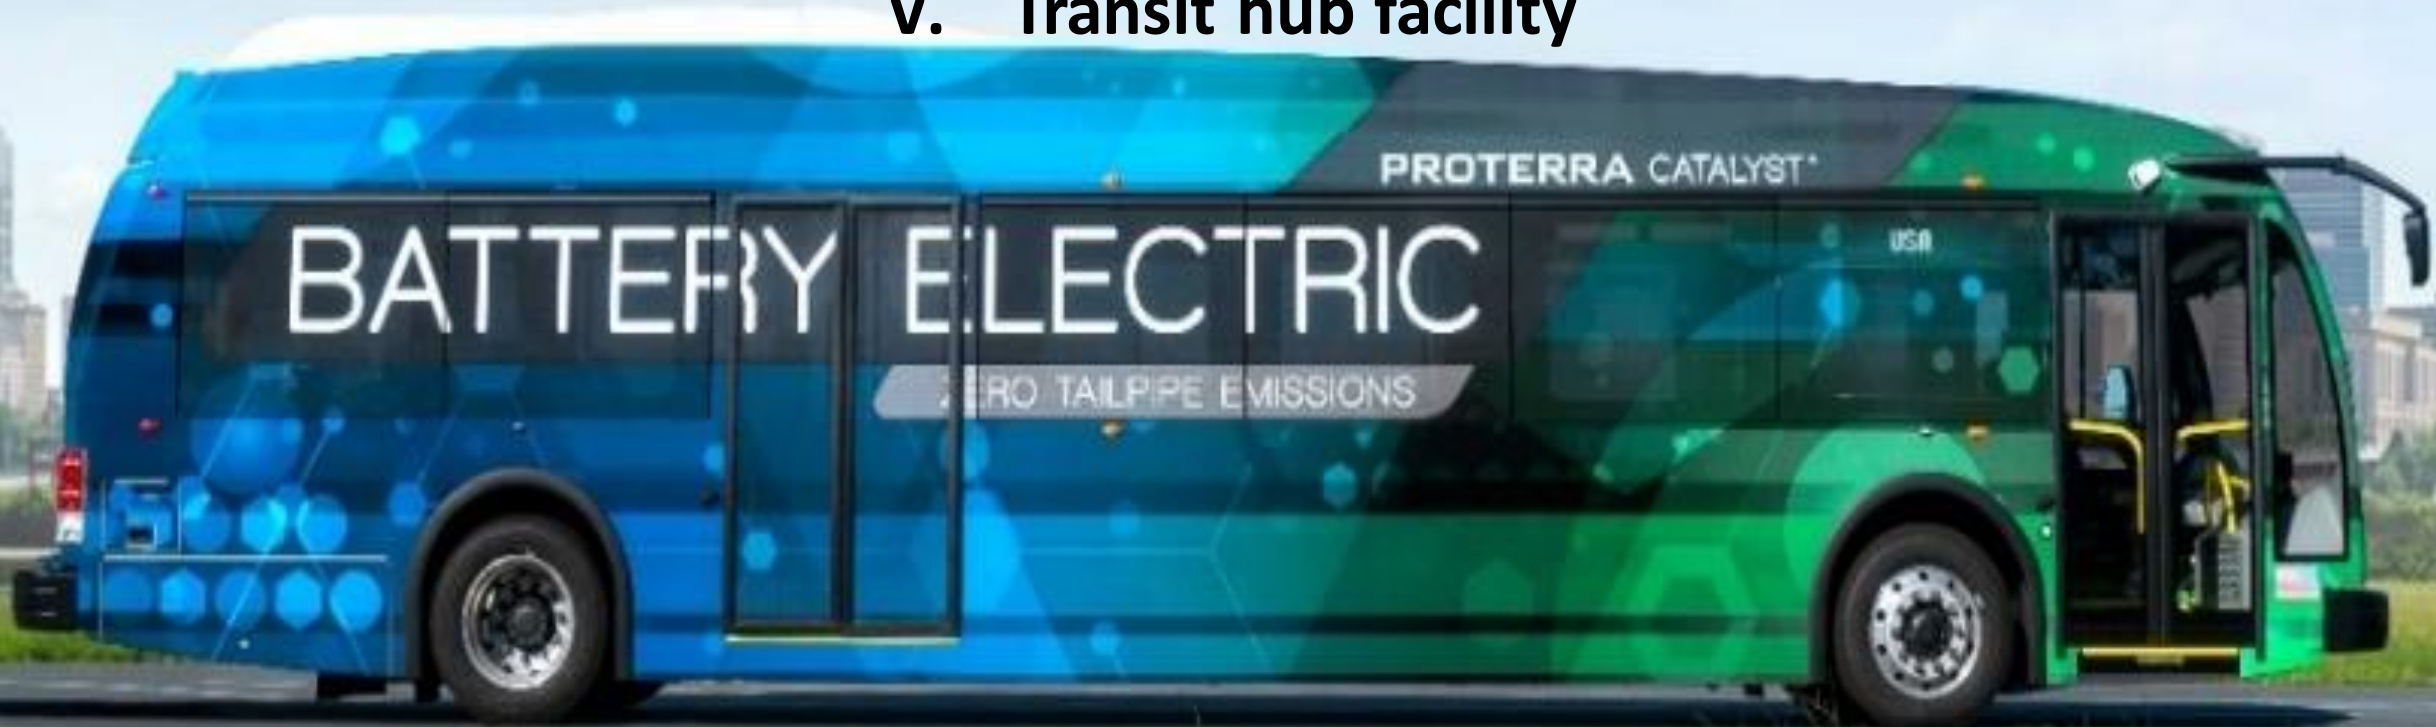 v. Transit hub facility
PROTERRA CATALYST
BATTERY ELECTRIC
USA
ZERO TAILPIPE EMISSIONS